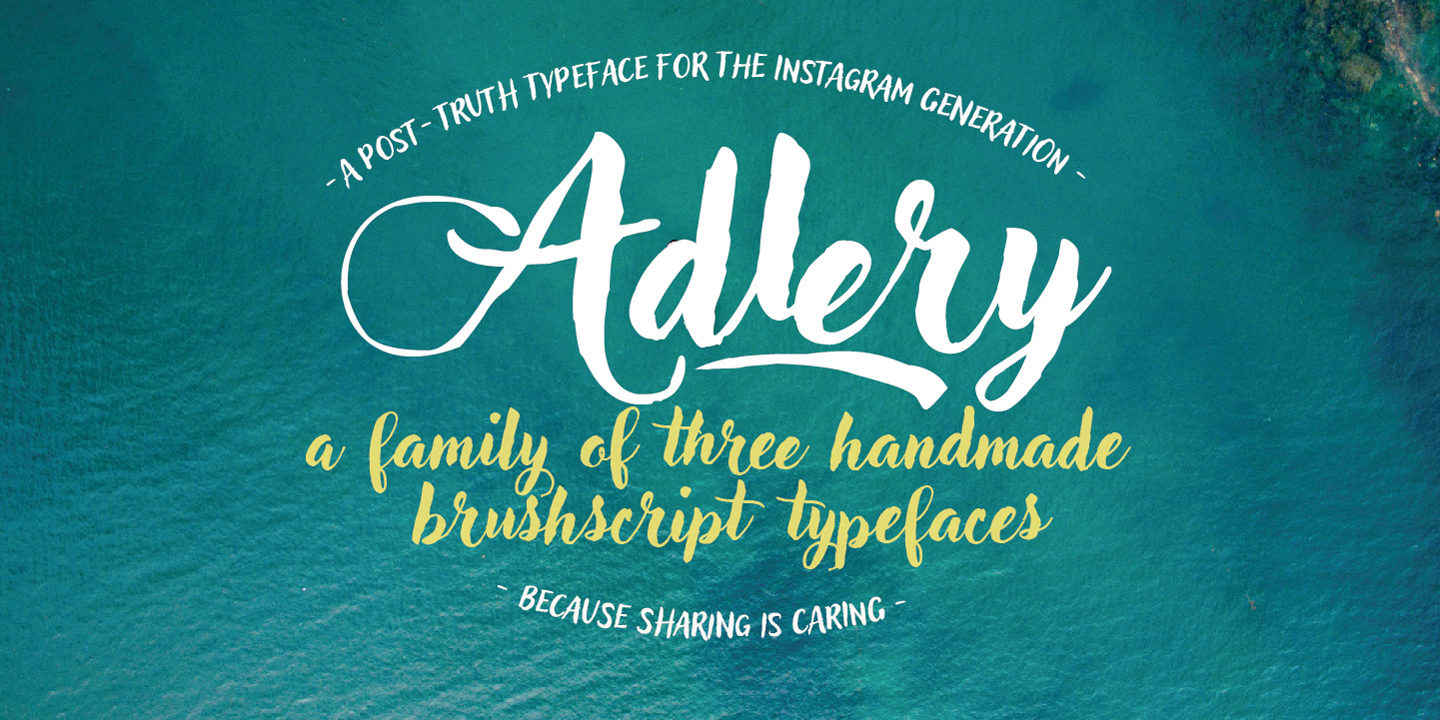 - A POST-TRUTH TYPEFACE FOR THE INSTAGRAM GENERATION -
Adlery
a family of three handmade
brushscript typefaces
- BECAUSE SHARING IS CARING -